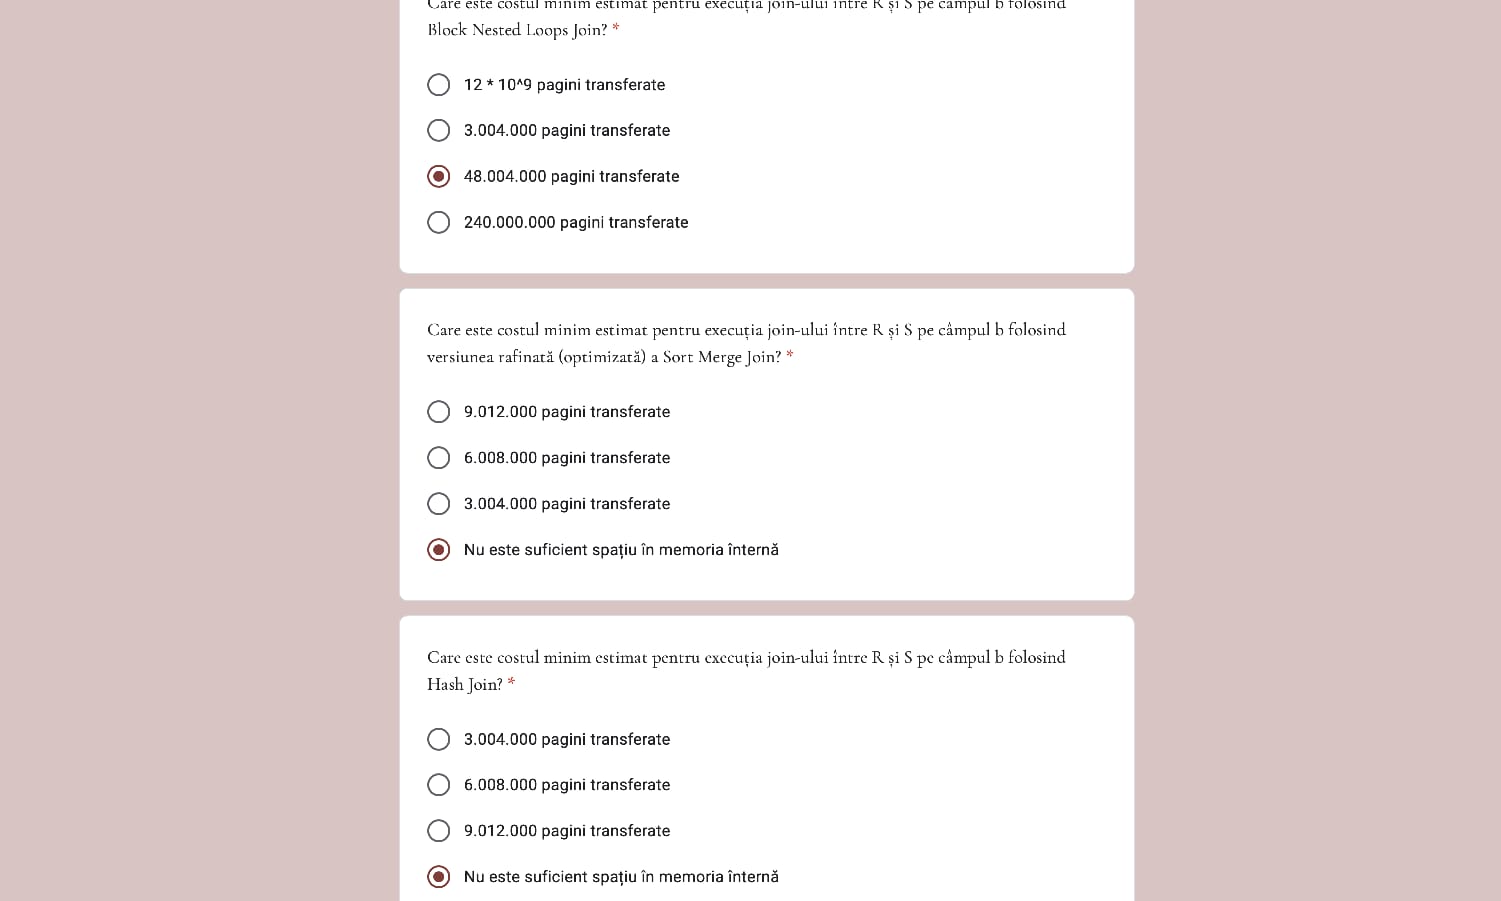 Care este costul minim estimat pentru execuția join-ului între R și S pe câmpul b folosind
Block Nested Loops Join? *
12 * 10^9 pagini transferate
3.004.000 pagini transferate
48.004.000 pagini transferate
240.000.000 pagini transferate
Care este costul minim estimat pentru execuția join-ului între R și S pe câmpul b folosind
versiunea rafinată (optimizată) a Sort Merge Join? *
9.012.000 pagini transferate
6.008.000 pagini transferate
3.004.000 pagini transferate
Nu este suficient spațiu în memoria internă
Care este costul minim estimat pentru execuția join-ului între R și S pe câmpul b folosind
Hash Join? *
3.004.000 pagini transferate
6.008.000 pagini transferate
9.012.000 pagini transferate
Nu este suficient spațiu în memoria internă